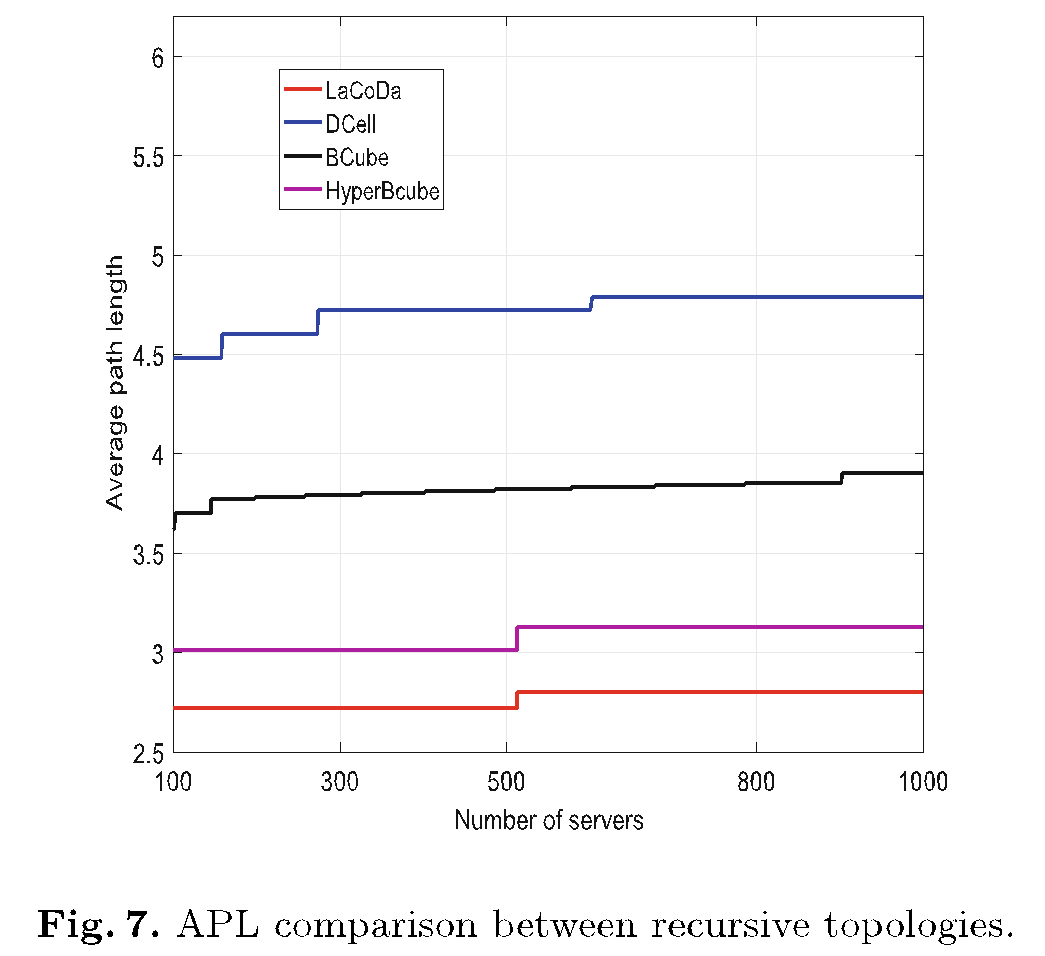 6
5.5
5
4.5
4
3.5
3
2.5
Average path length
LaCoDa
DCell
BCube
HyperBcube
100 300 500 800 1000
Number of servers
Fig. 7. APL comparison between recursive topologies.